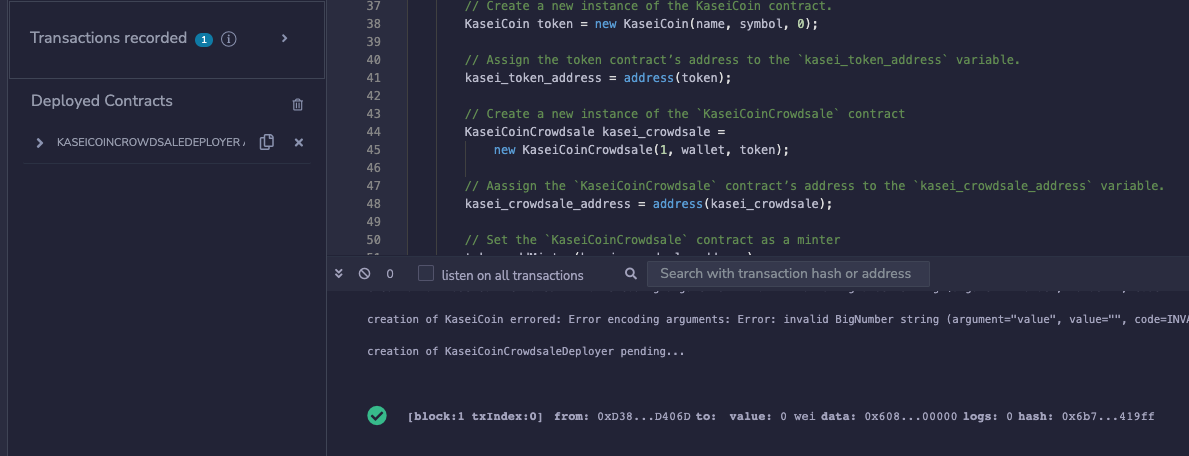 Transactions recorded 1 i >
Deployed Contracts
KASEICOINCROWDSALEDEPLOYER
37 // Create a new instance of the KaseiCoin contract.
38 KaseiCoin token = new KaseiCoin(name, symbol, 0);
39
40 // Assign the token contract’s address to the `kasei_token_address` variable.
41 kasei_token_address = address(token);
42
43 // Create a new instance of the `KaseiCoinCrowdsale` contract
44 KaseiCoinCrowdsale kasei_crowdsale =
45 new KaseiCoinCrowdsale(1, wallet, token);
46
47 // Aassign the `KaseiCoinCrowdsale` contract’s address to the `kasei_crowdsale_address` variable.
48 kasei_crowdsale_address = address(kasei_crowdsale);
49
50 // Set the `KaseiCoinCrowdsale` contract as a minter
0 listen on all transactions Search with transaction hash or address
creation of KaseiCoin errored: Error encoding arguments: Error: invalid BigNumber string (argument="value", value="", code=INVA
creation of KaseiCoinCrowdsaleDeployer pending...
[block:1 txIndex:0] from: 0xD38...D406D to: value: 0 wei data: 0x608...00000 logs: 0 hash: 0x6b7...419ff